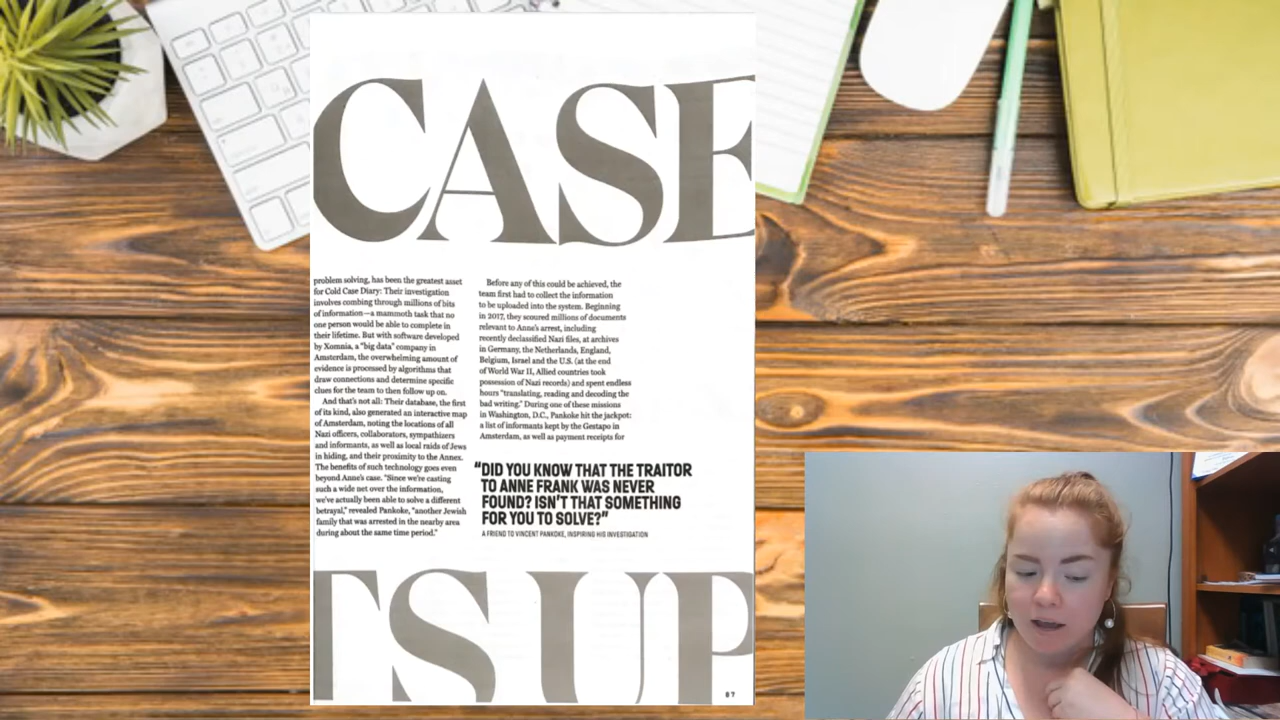 CASE
problem solving, has been the greatest asset
for Cold Case Diary: Their investigation
involves combing through millions of bits
of information—a mammoth task that no
one person would be able to complete in
their lifetime. But with software developed
by Xomnia, a "big data" company in
Amsterdam, the overwhelming amount of
evidence is processed by algorithms that
draw connections and determine specific
clues for the team to then follow up on.
And that's not all: Their database, the first
of its kind, also generated an interactive map
of Amsterdam, noting the locations of all
Nazi officers, collaborators, sympathizers
and informants, as well as local raids of Jews
in hiding, and their proximity to the Annex.
The benefits of such technology goes even
beyond Anne's case. "Since we're casting
such a wide net over the information,
we've actually been able to solve a different
betrayal," revealed Pankoke, "another Jewish
family that was arrested in the nearby area
during about the same time period."
Before any of this could be achieved, the
team first had to collect the information
to be uploaded into the system. Beginning
in 2017, they scoured millions of documents
relevant to Anne's arrest, including
recently declassified Nazi files, at archives
in Germany, the Netherlands, England,
Belgium, Israel and the U.S. (at the end
of World War II, Allied countries took
possession of Nazi records) and spent endless
hours "translating, reading and decoding the
bad writing." During one of these missions
in Washington, D.C., Pankoke hit the jackpot:
a list of informants kept by the Gestapo in
Amsterdam, as well as payment receipts for
"DID YOU KNOW THAT THE TRAITOR
TO ANNE FRANK WAS NEVER
FOUND? ISN'T THAT SOMETHING
FOR YOU TO SOLVE?"
A FRIEND TO VINCENT PANKOKE, INSPIRING HIS INVESTIGATION
TS UP
87